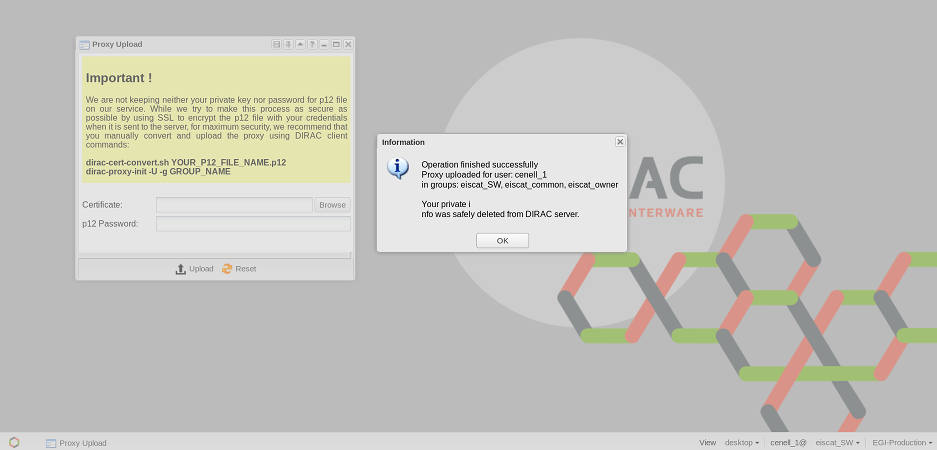 Proxy Upload
Important !
We are not keeping neither your private key nor password for p12 file
on our service. While we try to make this process as secure as
possible by using SSL to encrypt the p12 file with your credentials
when it is sent to the server, for maximum security, we recommend that
you manually convert and upload the proxy using DIRAC client
commands:
dirac-cert-convert.sh YOUR_P12_FILE_NAME.p12
dirac-proxy-init -U -g GROUP_NAME
Certificate:
Browse
p12 Password:
Upload Reset
Information
Operation finished successfully
Proxy uploaded for user: cenell_1
in groups: eiscat_SW, eiscat_common, eiscat_owner
Your private i
nfo was safely deleted from DIRAC server.
OK
RAC
NTERWARE
Proxy Upload
View desktop cenell_1@ eiscat_SW EGI-Production